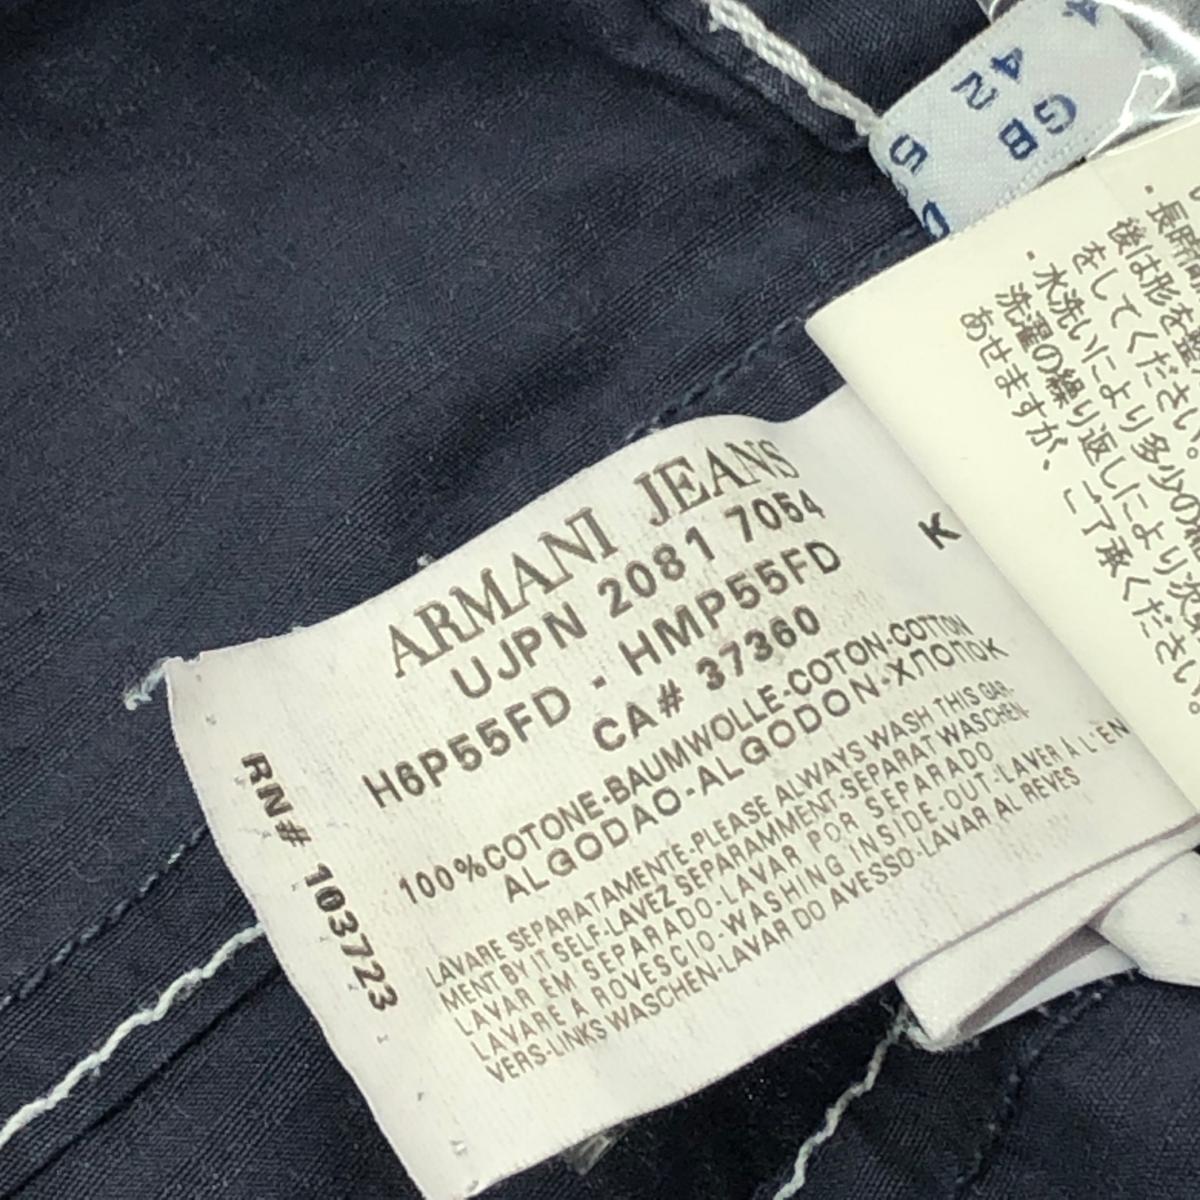 ARMANI JEANS
UJPN 2081 7054
H6P55FD - HMP55FD
CA# 37360
K
100%COTONE-BAUMWOLLE-COTON-COTTON
ALGODAO-ALGODON-ХЛОПОК
LAVARE SEPARATAMENTE-PLEASE ALWAYS WASH THIS GAR-
MENT BY IT SELF-LAVEZ SEPARAMMENT-SEPARAT WASCHEN-
LAVAR EM SEPARADO-LAVAR POR SEPARADO
LAVARE A ROVESCIO-WASHING INSIDE-OUT-LAVER À L'EN
VERS-LINKS WASCHEN-LAVAR DO AVESSO-LAVAR AL REVES
RN# 103723
GB
42
後は形を整
をしてください。
・水洗いにより多少の
洗濯の繰り返しにより次
あせますが、ご了承ください。